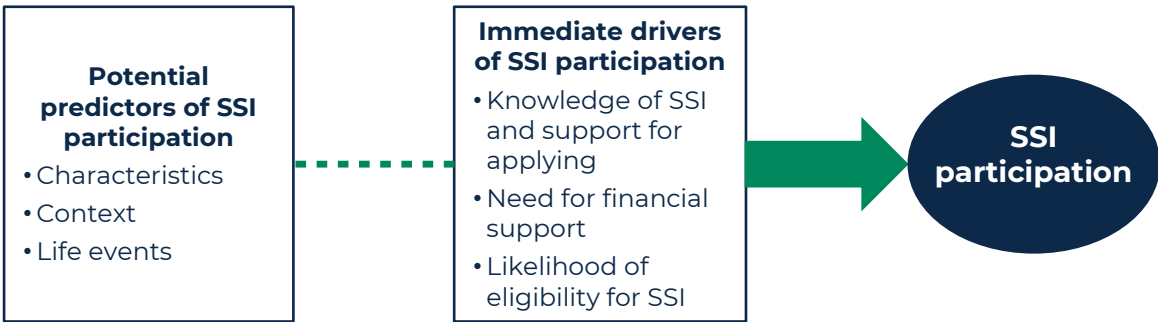 Potential
predictors of SSI
participation
• Characteristics
• Context
• Life events
Immediate drivers
of SSI participation
• Knowledge of SSI
and support for
applying
• Need for financial
support
• Likelihood of
eligibility for SSI
SSI
participation